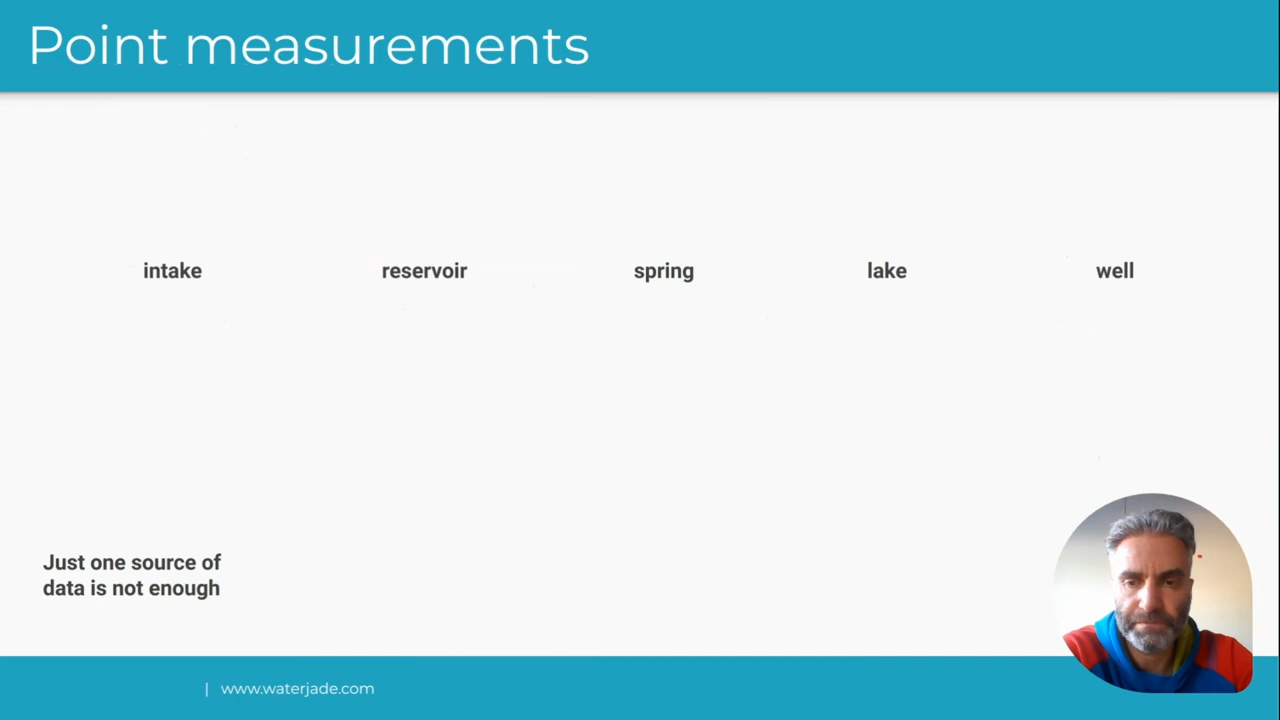 Point measurements
intake reservoir spring lake well
Just one source of
data is not enough
| www.waterjade.com